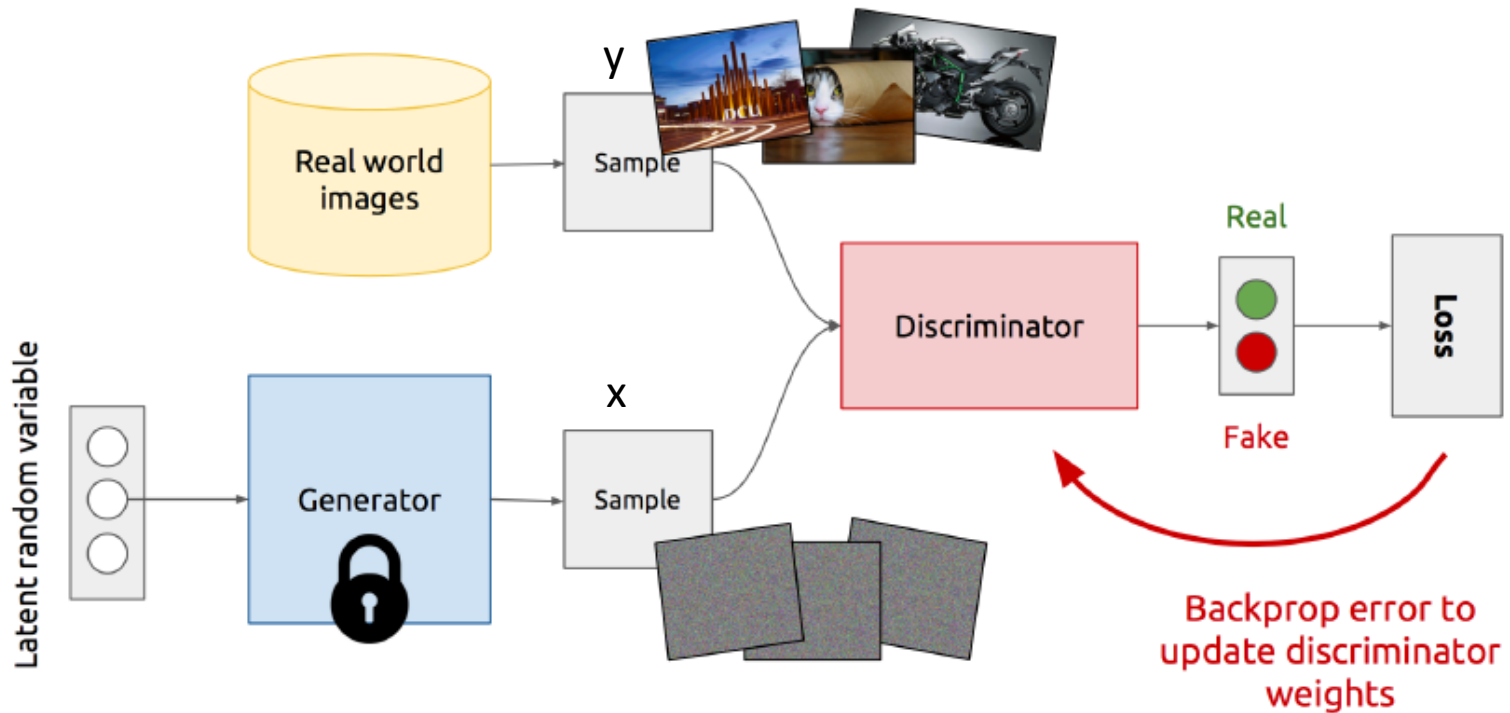 y
DCU
Real world
images
Sample
Real
Discriminator
Loss
Latent random variable
x
Fake
Generator
Sample
Backprop error to
update discriminator
weights